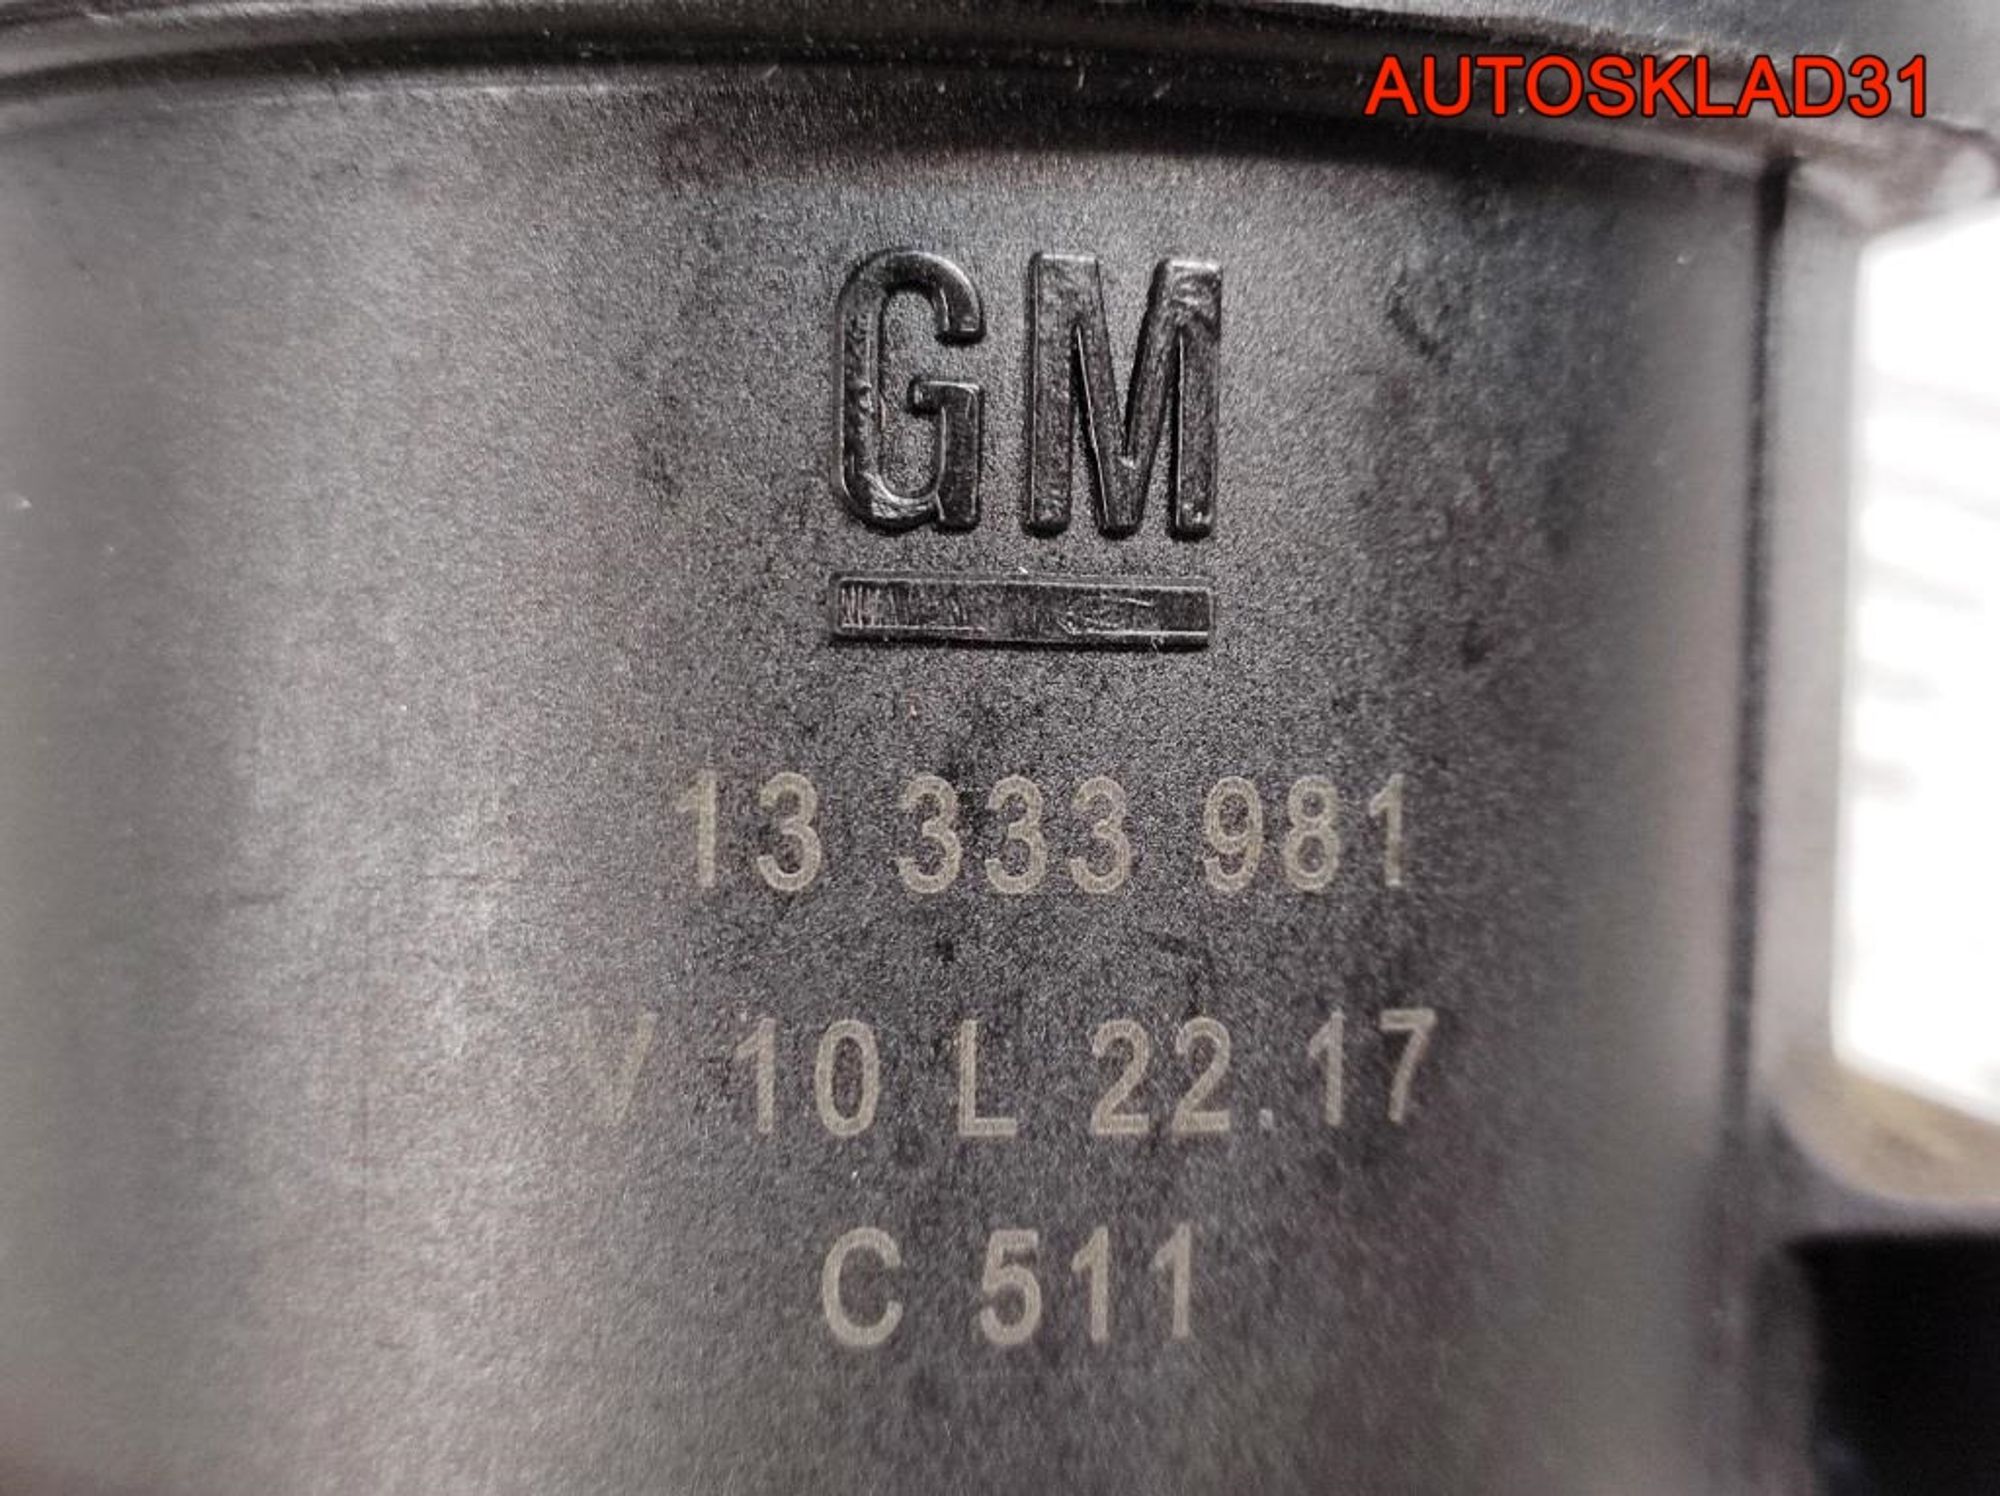 AUTOSKLAD31
GM
13 333 981
V 10 L 22.17
C 511